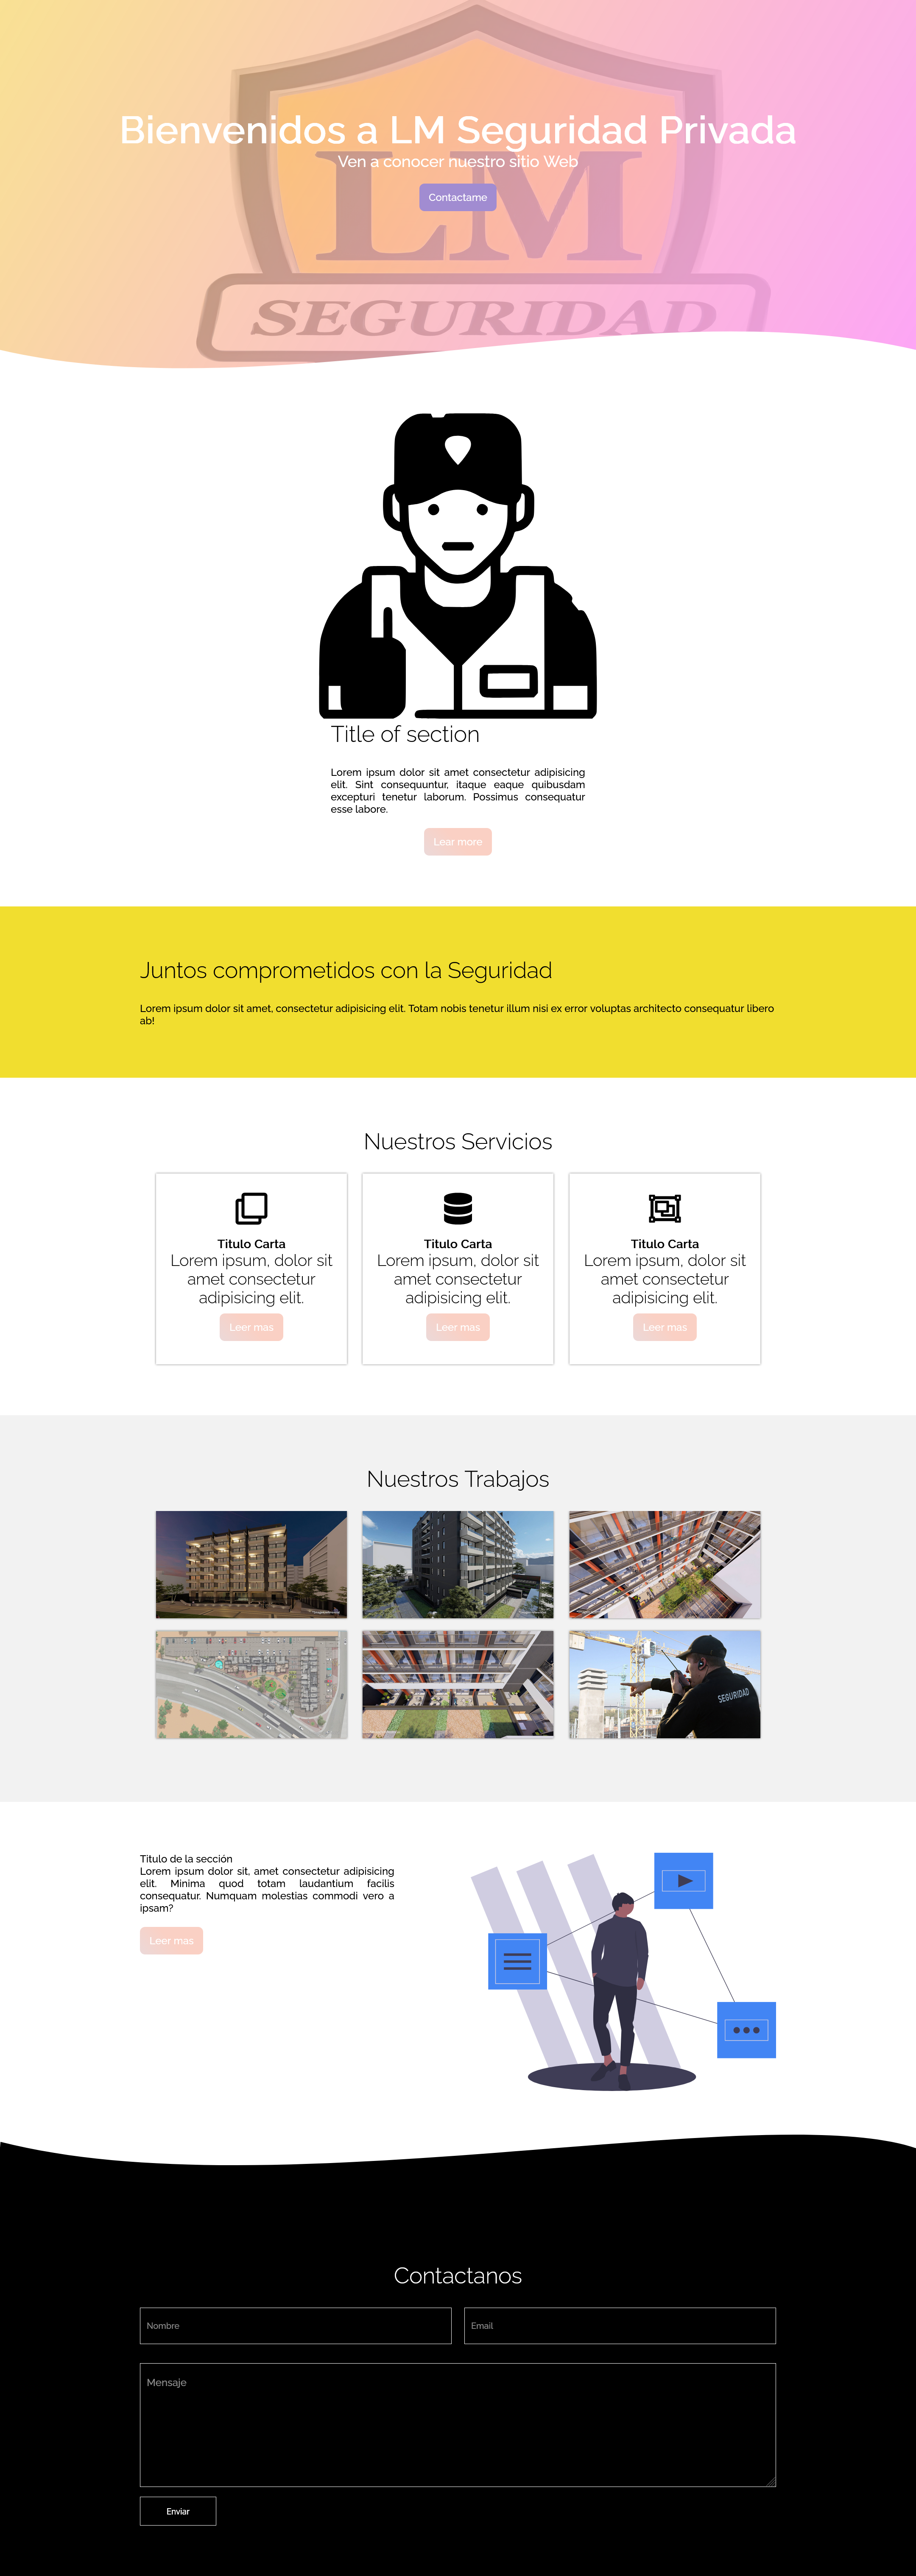 Bienvenidos a LM Seguridad Privada
Ven a conocer nuestro sitio Web
Contactame
LM
SEGURIDAD
Title of section
Lorem ipsum dolor sit amet consectetur adipisicing
elit. Sint consequuntur, itaque eaque quibusdam
excepturi tenetur laborum. Possimus consequatur
esse labore.
Lear more
Juntos comprometidos con la Seguridad
Lorem ipsum dolor sit amet, consectetur adipisicing elit. Totam nobis tenetur illum nisi ex error voluptas architecto consequatur libero
ab!
Nuestros Servicios
Titulo Carta
Lorem ipsum, dolor sit
amet consectetur
adipisicing elit.
Leer mas
Titulo Carta
Lorem ipsum, dolor sit
amet consectetur
adipisicing elit.
Leer mas
Titulo Carta
Lorem ipsum, dolor sit
amet consectetur
adipisicing elit.
Leer mas
Nuestros Trabajos
SEGURIDAD
Titulo de la sección
Lorem ipsum dolor sit, amet consectetur adipisicing
elit. Minima quod totam laudantium facilis
consequatur. Numquam molestias commodi vero a
ipsam?
Leer mas
Contactanos
Nombre
Email
Mensaje
Enviar